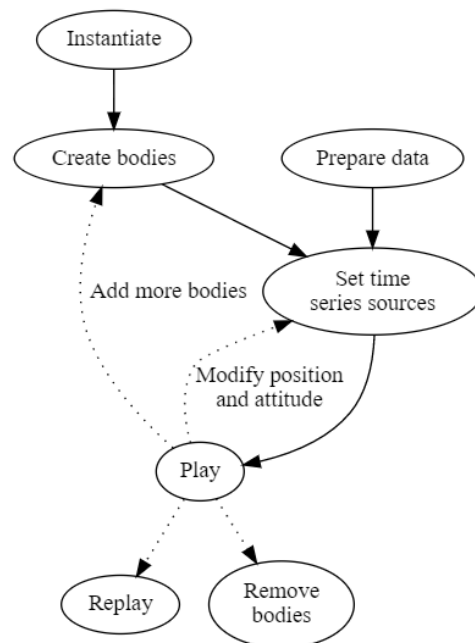 Instantiate
Create bodies
Prepare data
Add more bodies
Set time
series sources
Modify position
and attitude
Play
Replay
Remove
bodies